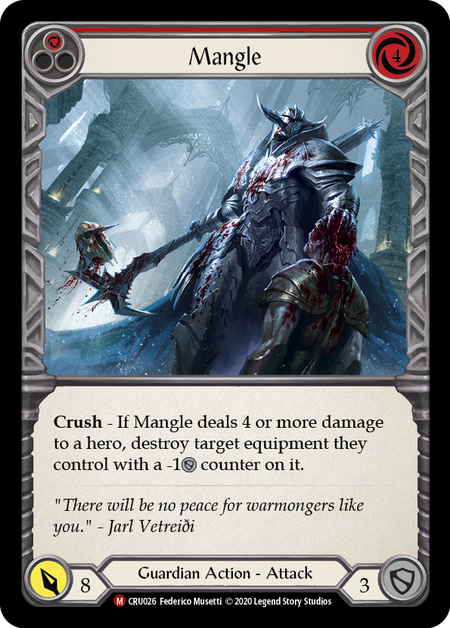 Mangle
4
Crush - If Mangle deals 4 or more damage
to a hero, destroy target equipment they
control with a -1 counter on it.
"There will be no peace for warmongers like
you." - Jarl Vetreiði
8
Guardian Action - Attack
3
M CRU026 Federico Musetti © 2020 Legend Story Studios